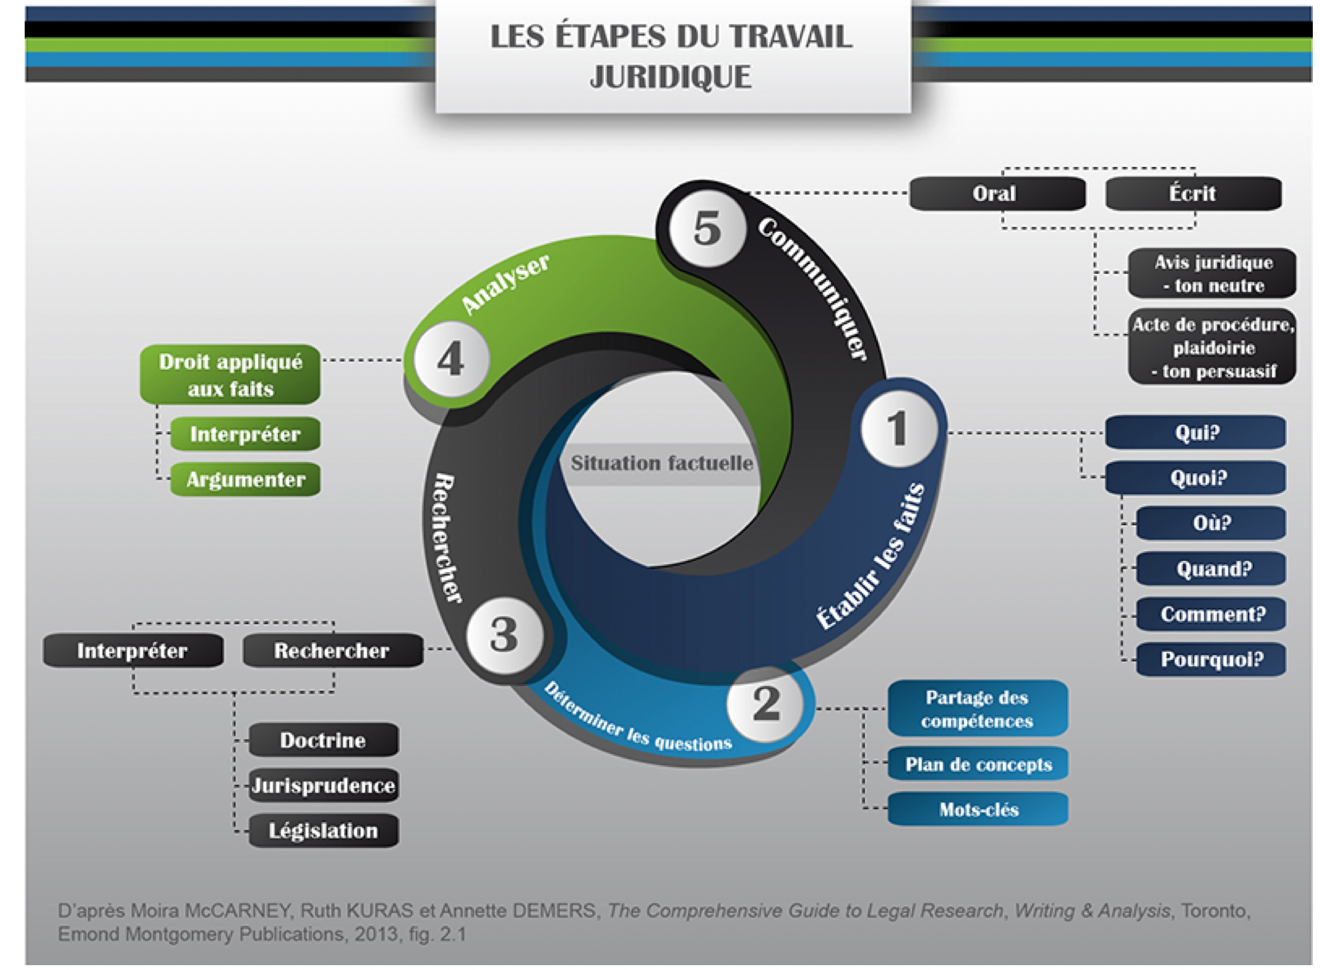 LES ÉTAPES DU TRAVAIL
JURIDIQUE
5
Communiquer
Oral
Écrit
Avis juridique
- ton neutre
Acte de procédure,
plaidoirie
- ton persuasif
Analyser
4
Droit appliqué
aux faits
Interpréter
Argumenter
Situation factuelle
1
Établir les faits
Qui?
Quoi?
Où?
Quand?
Comment?
Pourquoi?
Rechercher
3
Interpréter
Rechercher
Doctrine
Jurisprudence
Législation
2
Déterminer les questions
Partage des
compétences
Plan de concepts
Mots-clés
D'après Moira McCARNEY, Ruth KURAS et Annette DEMERS, The Comprehensive Guide to Legal Research, Writing & Analysis, Toronto,
Emond Montgomery Publications, 2013, fig. 2.1